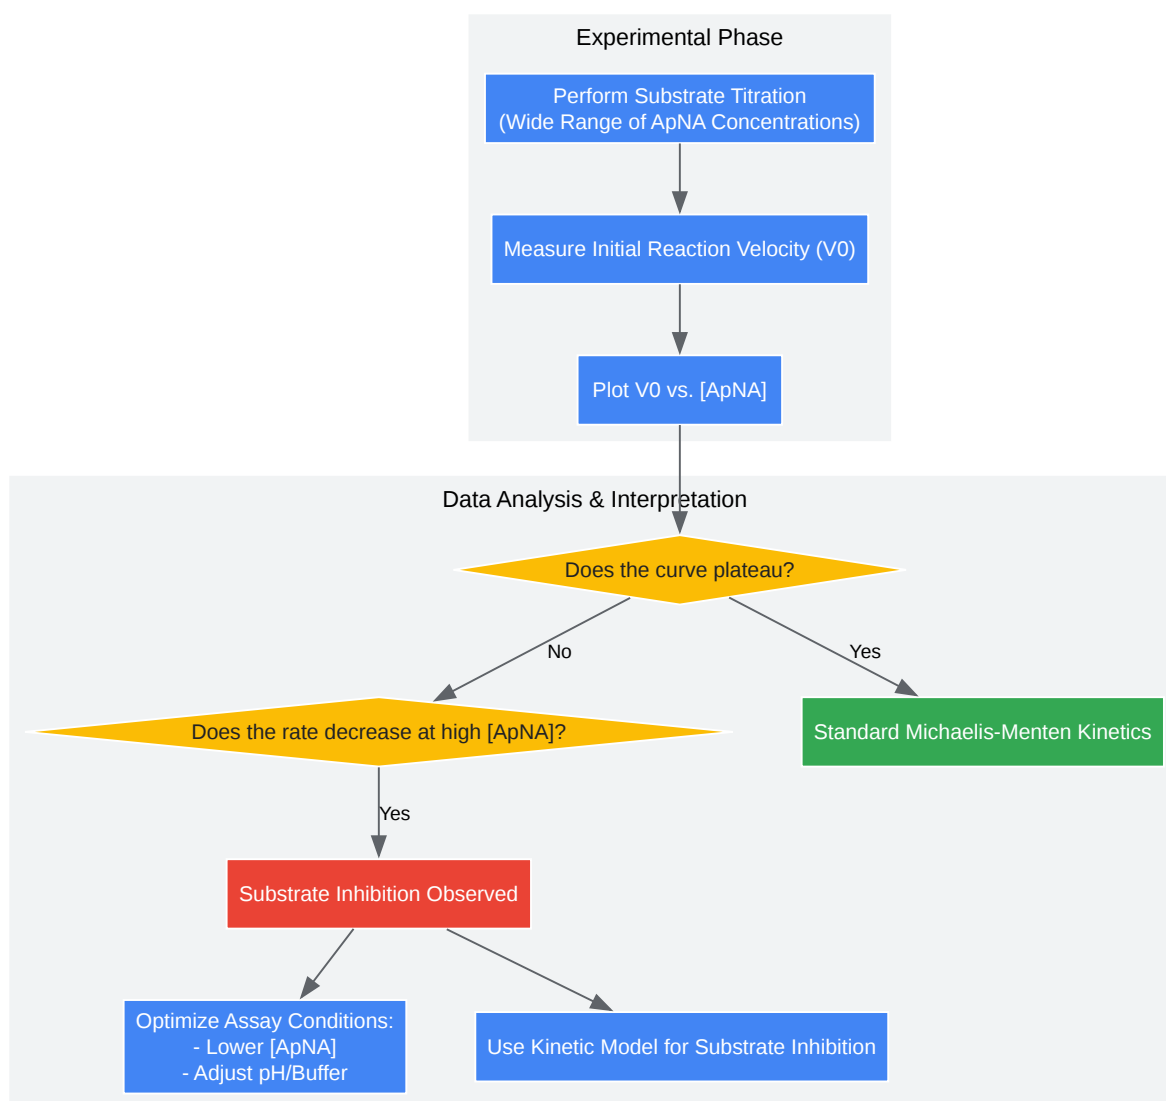 Experimental Phase
Perform Substrate Titration
(Wide Range of ApNA Concentrations)
Measure Initial Reaction Velocity (V0)
Plot V0 vs. [ApNA]
Data Analysis & Interpretation
Does the curve plateau?
No
Yes
Does the rate decrease at high [ApNA]?
Standard Michaelis-Menten Kinetics
Yes
Substrate Inhibition Observed
Optimize Assay Conditions:
- Lower [ApNA]
- Adjust pH/Buffer
Use Kinetic Model for Substrate Inhibition